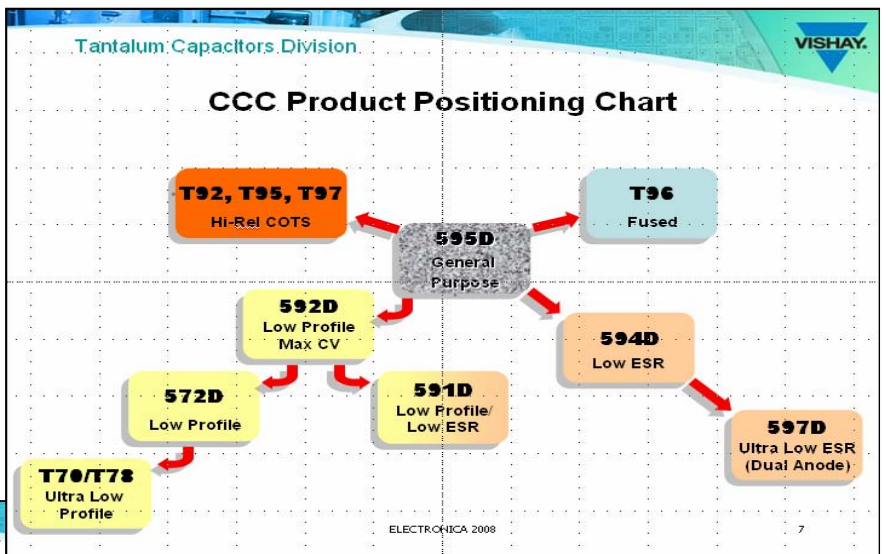 Tantalum Capacitors Division
VISHAY.
CCC Product Positioning Chart
T92, T95, T97
Hi-Rel COTS
T96
Fused
595D
General
Purpose
592D
Low Profile
Max CV
594D
Low ESR
572D
Low Profile
591D
Low Profile/
Low ESR
597D
Ultra Low ESR
(Dual Anode)
T70/T78
Ultra Low
Profile
ELECTRONICA 2008
7